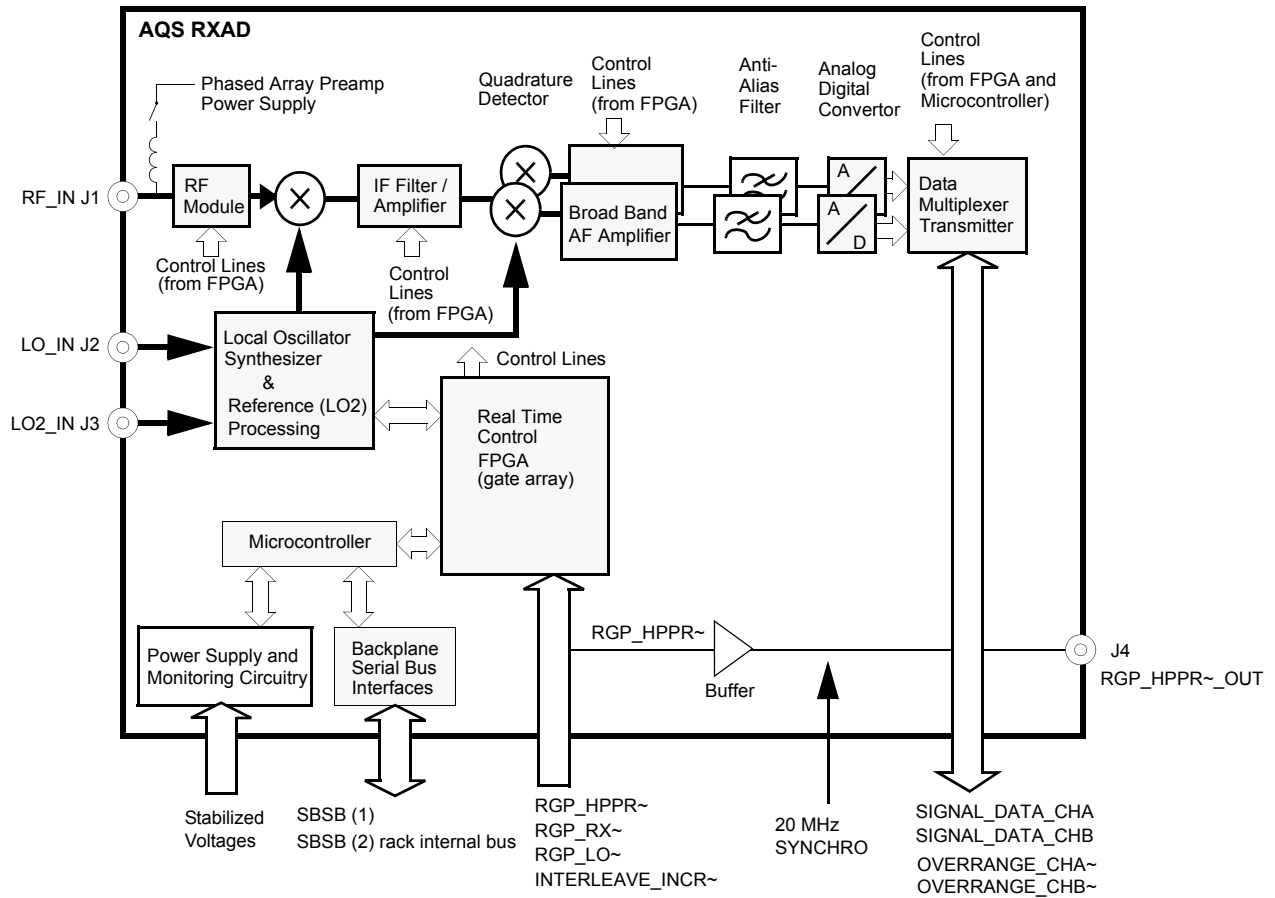 AQS RXAD
Phased Array Preamp
Power Supply
Quadrature
Detector
Control
Lines
(from FPGA)
Anti-
Alias
Filter
Analog
Digital
Convertor
Control
Lines
(from FPGA and
Microcontroller)
RF_IN J1
RF
Module
IF Filter /
Amplifier
Broad Band
AF Amplifier
A
A
D
Data
Multiplexer
Transmitter
Control Lines
(from FPGA)
Control
Lines
(from FPGA)
LO_IN J2
LO2_IN J3
Local Oscillator
Synthesizer
&
Reference (LO2)
Processing
Control Lines
Real Time
Control
FPGA
(gate array)
Microcontroller
Power Supply and
Monitoring Circuitry
Backplane
Serial Bus
Interfaces
RGP_HPPR~
Buffer
J4
RGP_HPPR~_OUT
Stabilized
Voltages
SBSB (1)
SBSB (2) rack internal bus
RGP_HPPR~
RGP_RX~
RGP_LO~
INTERLEAVE_INCR~
20 MHz
SYNCHRO
SIGNAL_DATA_CHA
SIGNAL_DATA_CHB
OVERRANGE_CHA~
OVERRANGE_CHB~